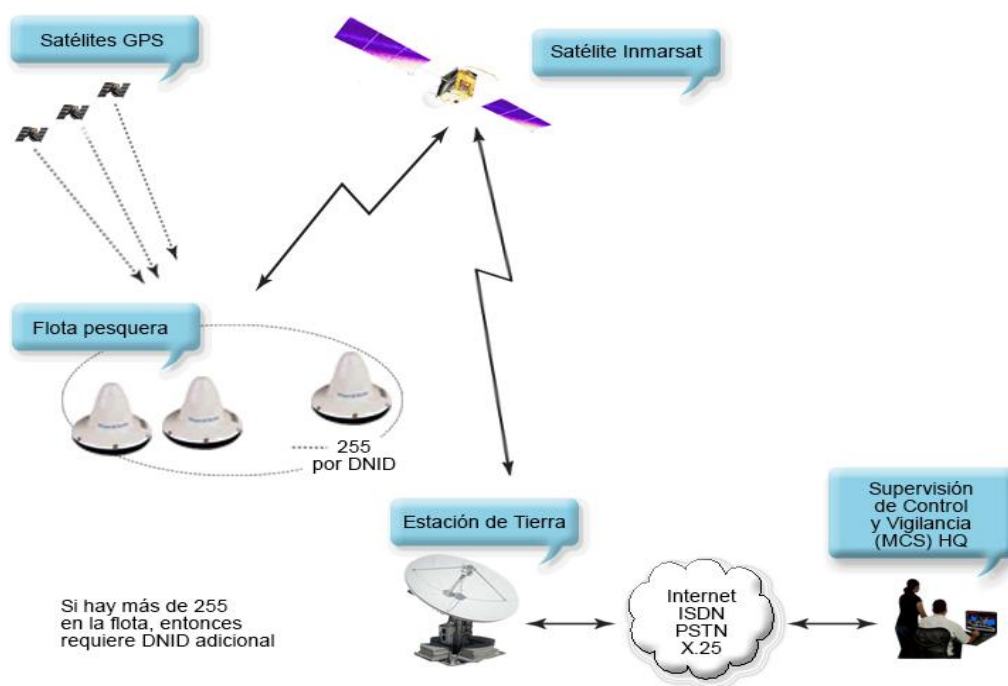 Satélites GPS
Satélite Inmarsat
Flota pesquera
255
por DNID
Estación de Tierra
Supervisión
de Control
y Vigilancia
(MCS) HQ
Internet
ISDN
PSTN
X.25
Si hay más de 255
en la flota, entonces
requiere DNID adicional